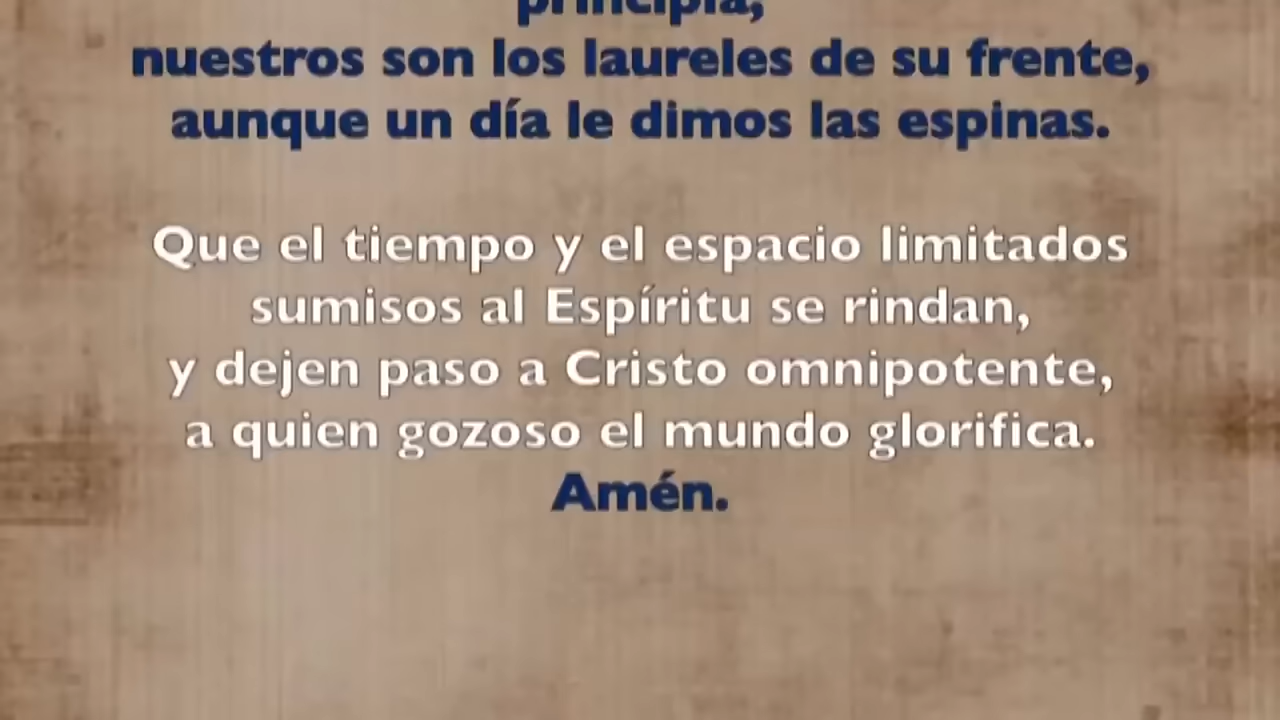 principia,
nuestros son los laureles de su frente,
aunque un día le dimos las espinas.
Que el tiempo y el espacio limitados
sumisos al Espíritu se rindan,
y dejen paso a Cristo omnipotente,
a quien gozoso el mundo glorifica.
Amén.